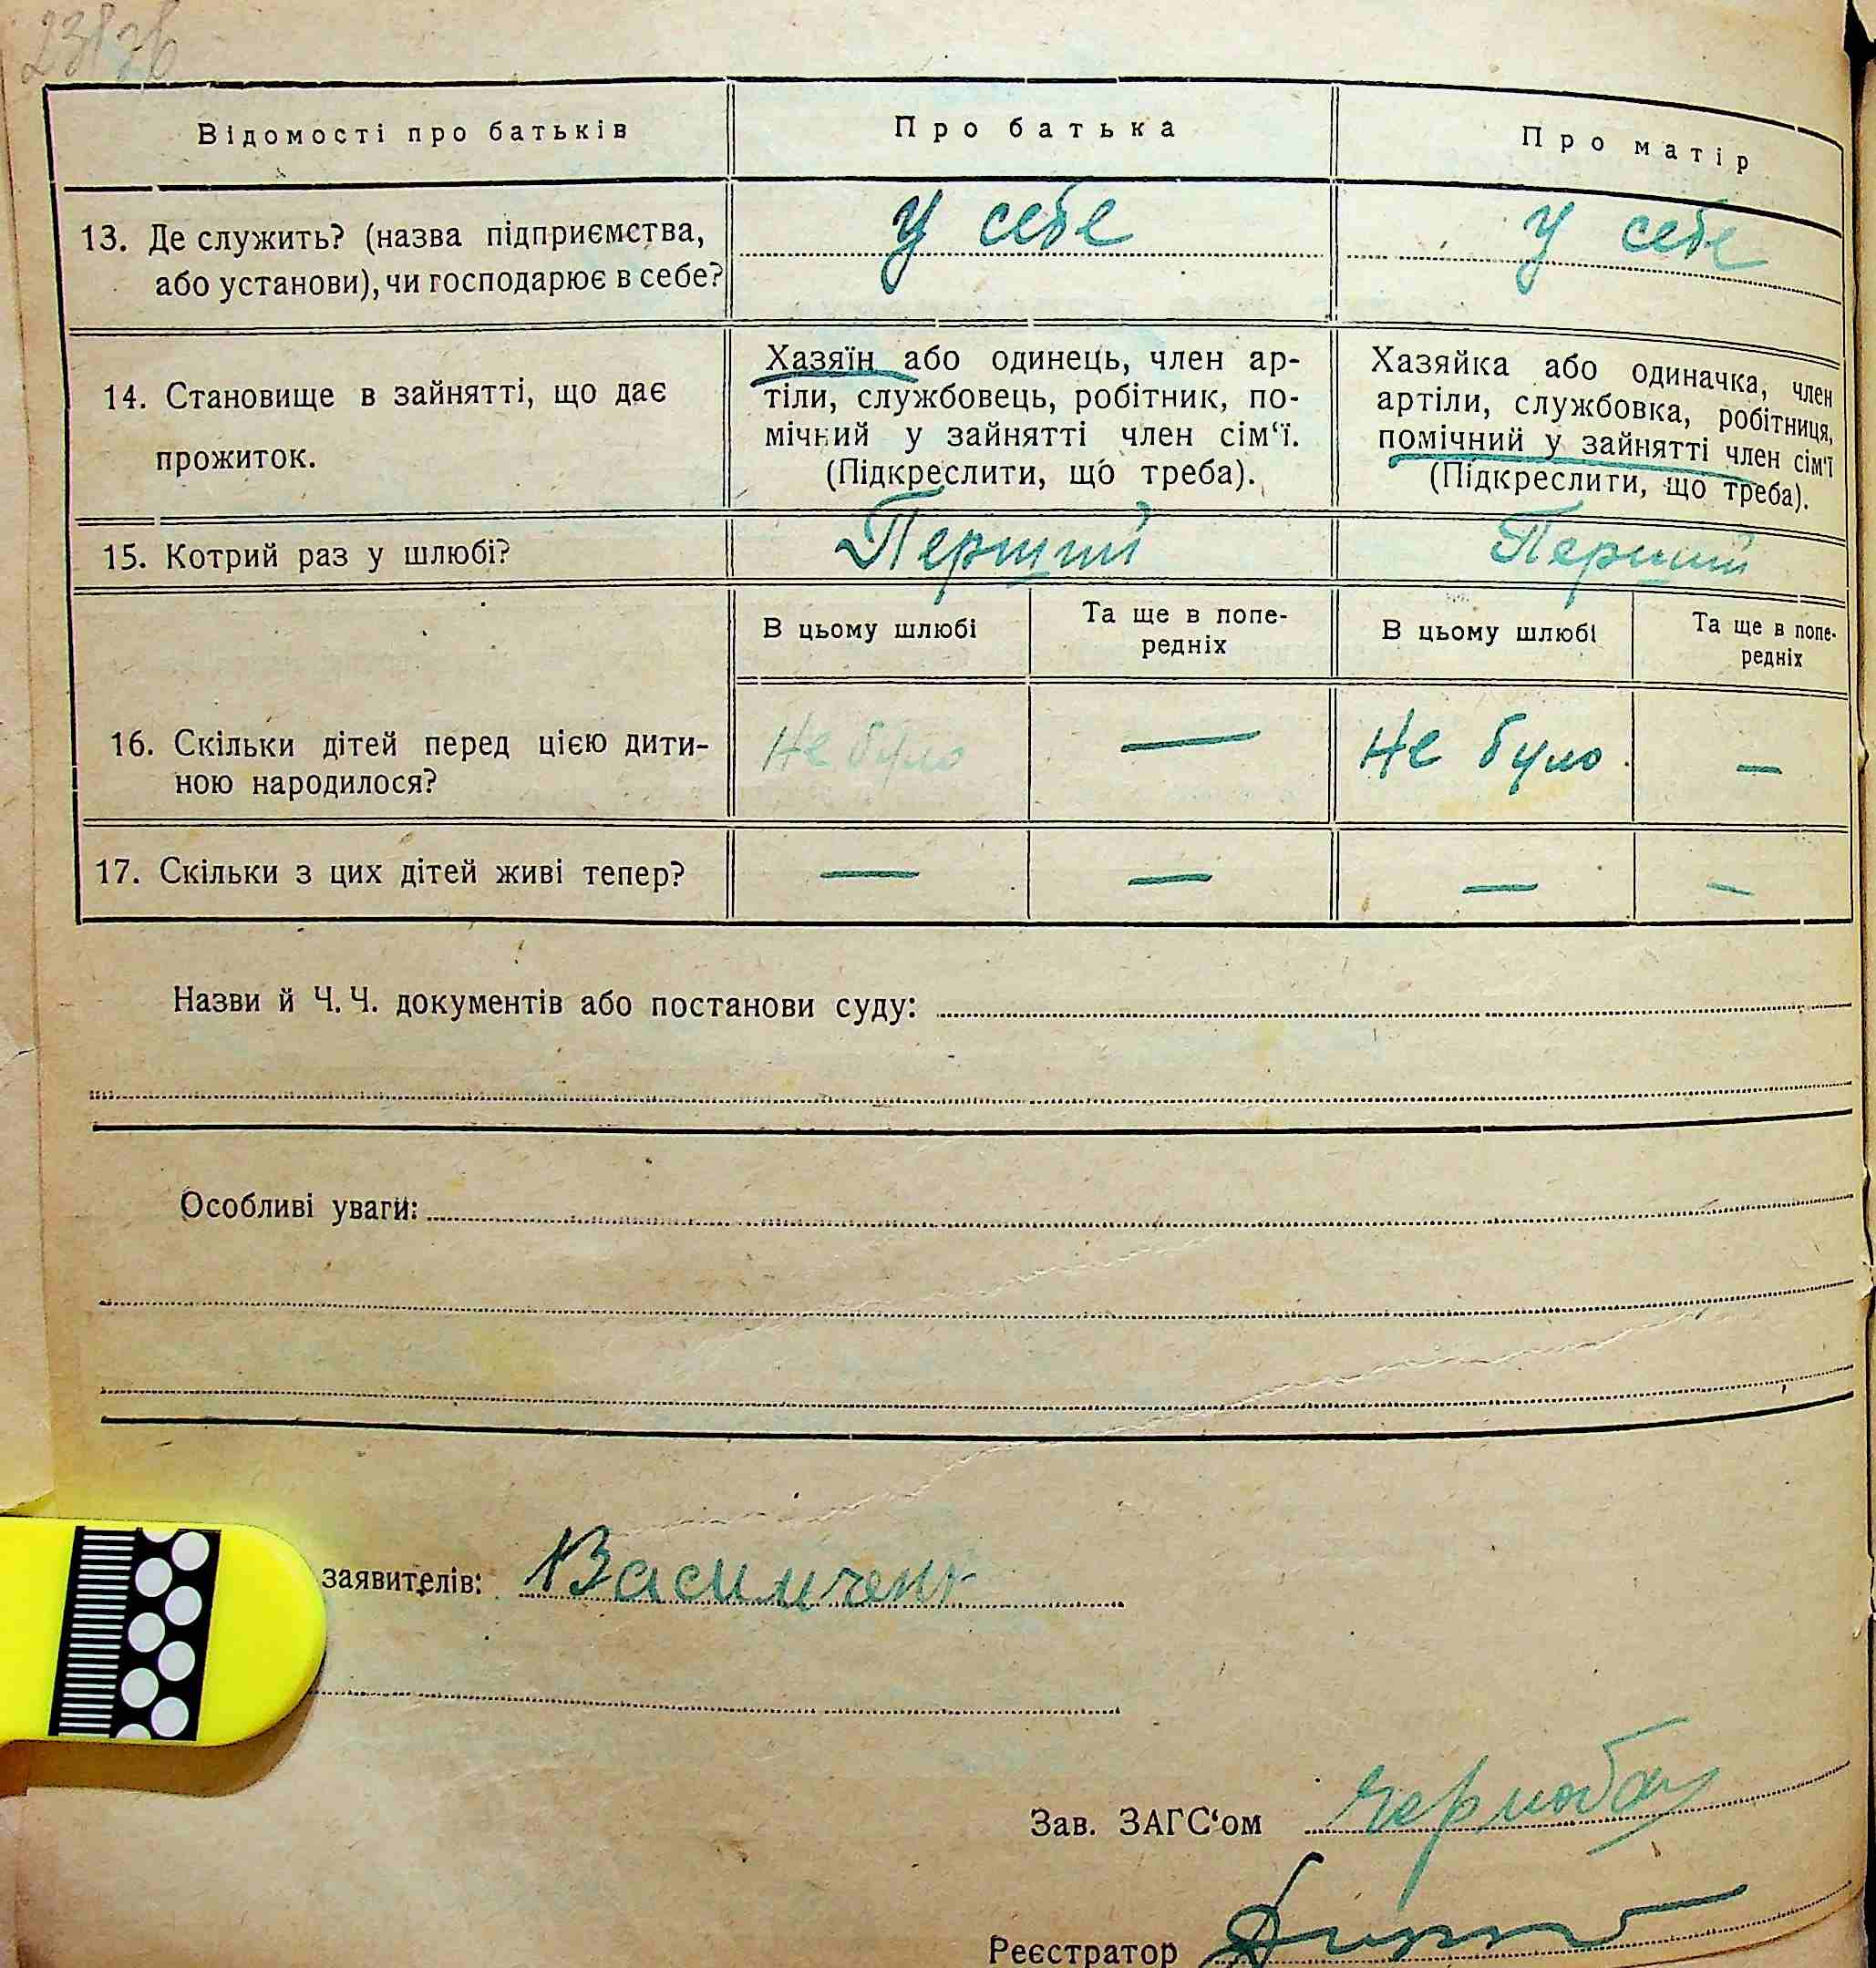 Відомості про батьків
Про батька
Про матір
13. Де служить? (назва підприємства,
або установи), чи господарює в себе?
У себе
У себе
14. Становище в зайнятті, що дає
прожиток.
Хазяїн або одинець, член ар-
тіли, службовець, робітник, по-
мічний у зайнятті член сім‘ї.
(Підкреслити, що треба).
Хазяйка або одиначка, член
артіли, службовка, робітниця,
помічний у зайнятті член сім‘ї
(Підкреслити, що треба).
15. Котрий раз у шлюбі?
Перший
Перший
В цьому шлюбі
Та ще в попе-
редніх
В цьому шлюбі
Та ще в попе-
редніх
16. Скільки дітей перед цією дити-
ною народилося?
Не було
—
Не було
—
17. Скільки з цих дітей живі тепер?
—
—
—
—
Назви й Ч. Ч. документів або постанови суду:
Особливі уваги:
заявителів:
Зав. ЗАГС‘ом
Реєстратор